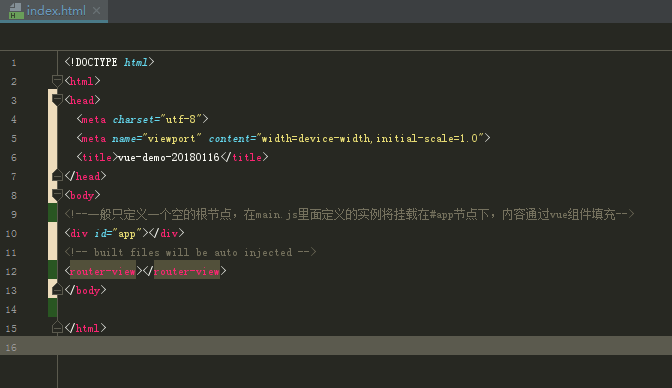 index.html
1 <!DOCTYPE html>
2 <html>
3 <head>
4 <meta charset="utf-8">
5 <meta name="viewport" content="width=device-width,initial-scale=1.0">
6 <title>vue-demo-20180116</title>
7 </head>
8 <body>
9 <!--一般只定义一个空的根节点，在main.js里面定义的实例将挂载在#app节点下，内容通过vue组件填充-->
10 <div id="app"></div>
11 <!-- built files will be auto injected -->
12 <router-view></router-view>
13 </body>
14
15 </html>
16